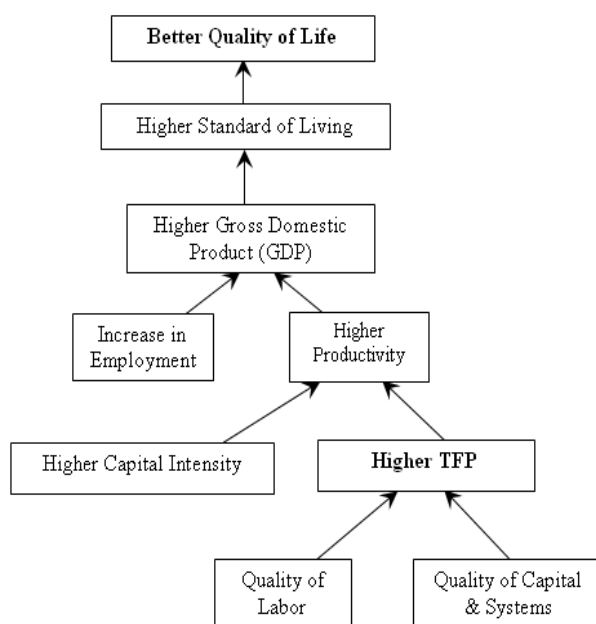 Better Quality of Life
Higher Standard of Living
Higher Gross Domestic
Product (GDP)
Increase in
Employment
Higher
Productivity
Higher Capital Intensity
Higher TFP
Quality of
Labor
Quality of Capital
& Systems